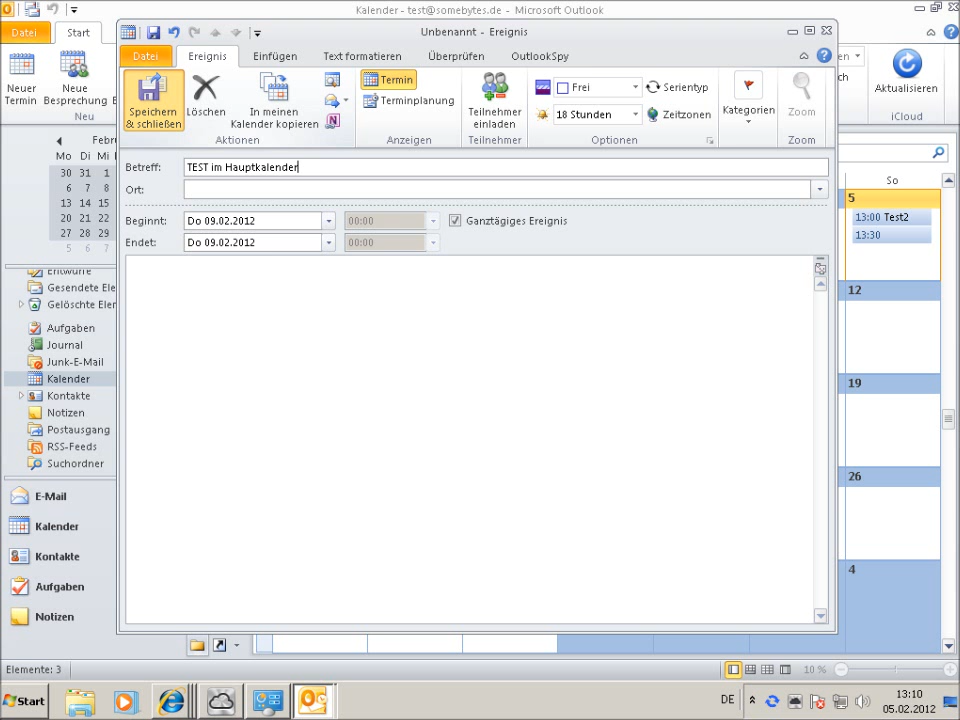 Kalender - test@somebytes.de - Microsoft Outlook
Datei
Start
Neuer Termin
Neue Besprechung
Neu
Unbenannt - Ereignis
Datei
Ereignis
Einfügen
Text formatieren
Überprüfen
OutlookSpy
Speichern & schließen
Löschen
In meinen Kalender kopieren
Aktionen
Termin
Terminplanung
Anzeigen
Teilnehmer einladen
Teilnehmer
Frei
18 Stunden
Serientyp
Zeitzonen
Optionen
Kategorien
Zoom
Zoom
Aktualisieren
iCloud
Betreff: TEST im Hauptkalender
Ort:
Beginnt: Do 09.02.2012 00:00 Ganztägiges Ereignis
Endet: Do 09.02.2012 00:00
Febr
Mo Di Mi
30 31 1
6 7 8
13 14 15
20 21 22
27 28 29
5 6 7
Entwürfe
Gesendete Ele
Gelöschte Eler
Aufgaben
Journal
Junk-E-Mail
Kalender
Kontakte
Notizen
Postausgang
RSS-Feeds
Suchordner
E-Mail
Kalender
Kontakte
Aufgaben
Notizen
So
5
13:00 Test2
13:30
12
19
26
4
Elemente: 3
10 %
Start
DE
13:10
05.02.2012